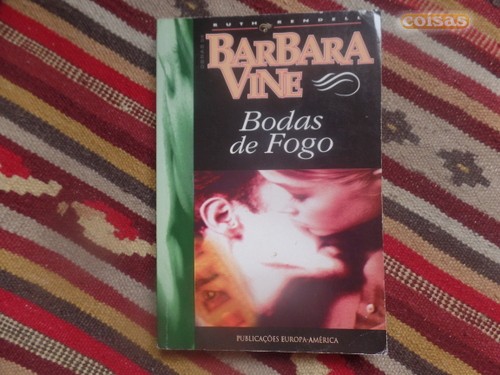 coisas
RUTH RENDELL
BARBARA
VINE
Bodas
de Fogo
PUBLICAÇÕES EUROPA-AMÉRICA